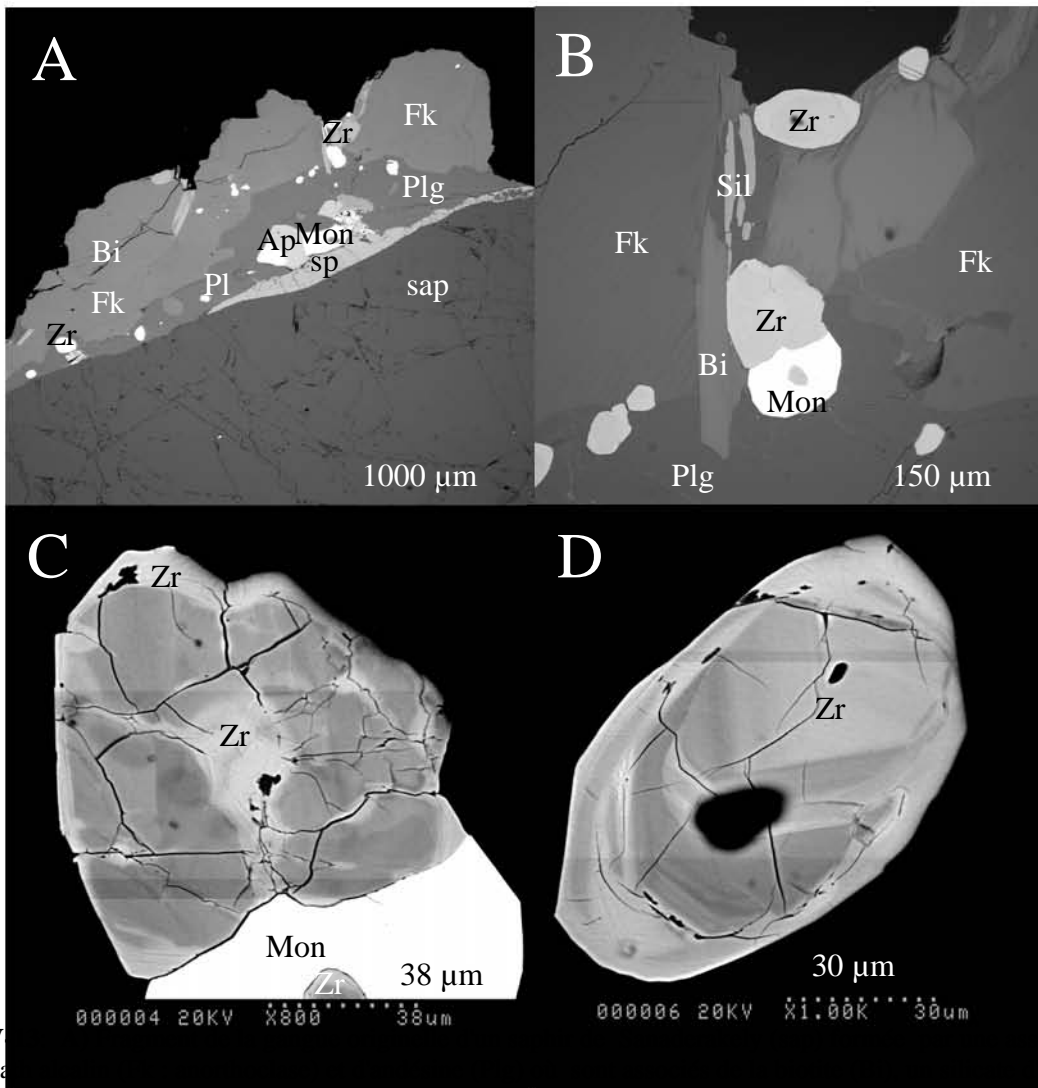 A
Zr
Fk
Plg
Bi
Ap Mon
sp
Pl
sap
Fk
Zr
1000 µm
B
Zr
Sil
Fk
Fk
Zr
Bi
Mon
Plg
150 µm
C
Zr
Zr
Mon
Zr
38 µm
000004 20KV X800 38um
D
Zr
30 µm
000006 20KV X1.00K 30um